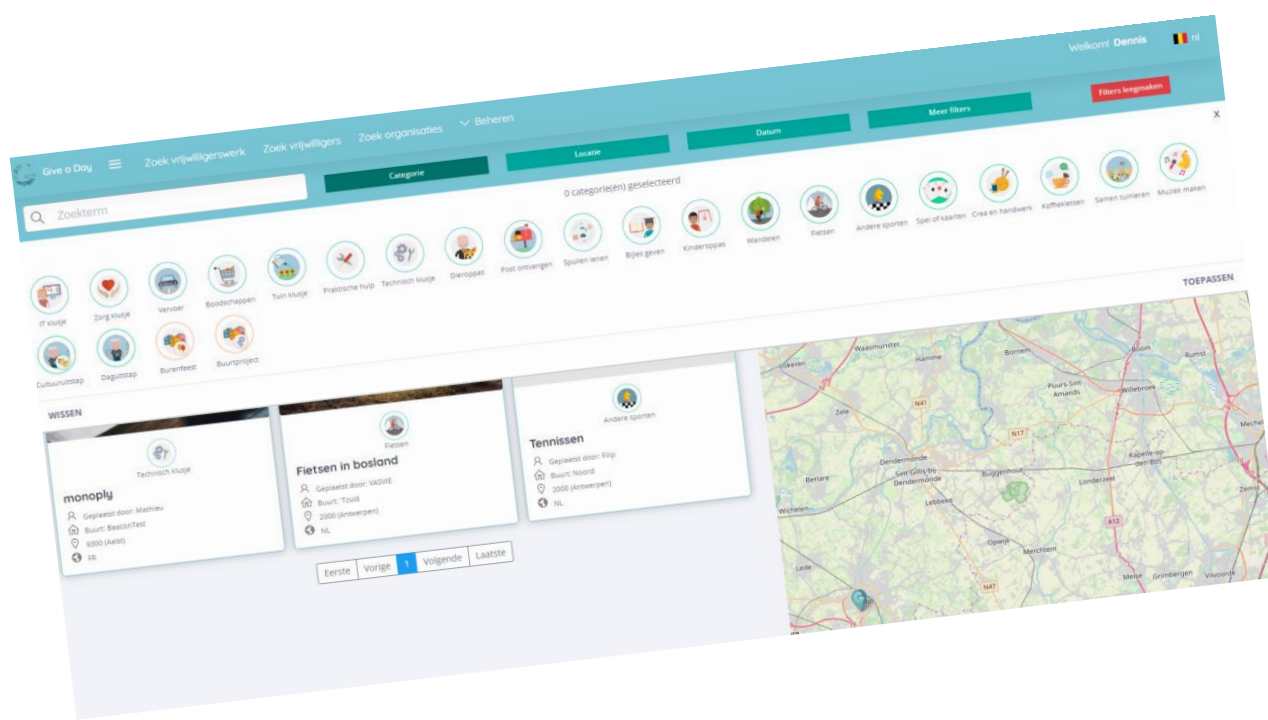 Welkom! Dennis nl
Give a Day Zoek vrijwilligerswerk Zoek vrijwilligers Zoek organisaties Beheren
Zoekterm Categorie Locatie Datum Meer filters Filters leegmaken
0 categorie(ën) geselecteerd X
IT klusje Zorg klusje Vervoer Boodschappen Tuin klusje Praktische hulp Technisch klusje Dieroppas Post ontvangen Spullen lenen Bijles geven Kinderoppas Wandelen Fietsen Andere sporten Spel of kaarten Crea en handwerk Koffiekletsen Samen tuinieren Muziek maken
Cultuuruitstap Daguitstap Burenfeest Buurtproject
WISSEN TOEPASSEN
Technisch klusje
monoply
Geplaatst door: Mathieu
Buurt: BeaconTest
9300 (Aalst)
FR
Fietsen
Fietsen in bosland
Geplaatst door: VASVIE
Buurt: 'Tzuid
2000 (Antwerpen)
NL
Andere sporten
Tennissen
Geplaatst door: Filip
Buurt: Noord
2000 (Antwerpen)
NL
Eerste Vorige 1 Volgende Laatste
Lokeren
Waasmunster
Hamme
Bornem
Boom
Rumst
Zele
N41
Puurs-Sint-
Amands
Willebroek
N17
Mechel
Berlare
Dendermonde
Sint-Gillis-bij-
Dendermonde
Buggenhout
Kapelle-op-
den-Bos
Londerzeel
Zemst
Wichelen
Lebbeke
A12
Opwijk
Merchtem
Lede
N47
Meise
Grimbergen
Vilvoorde